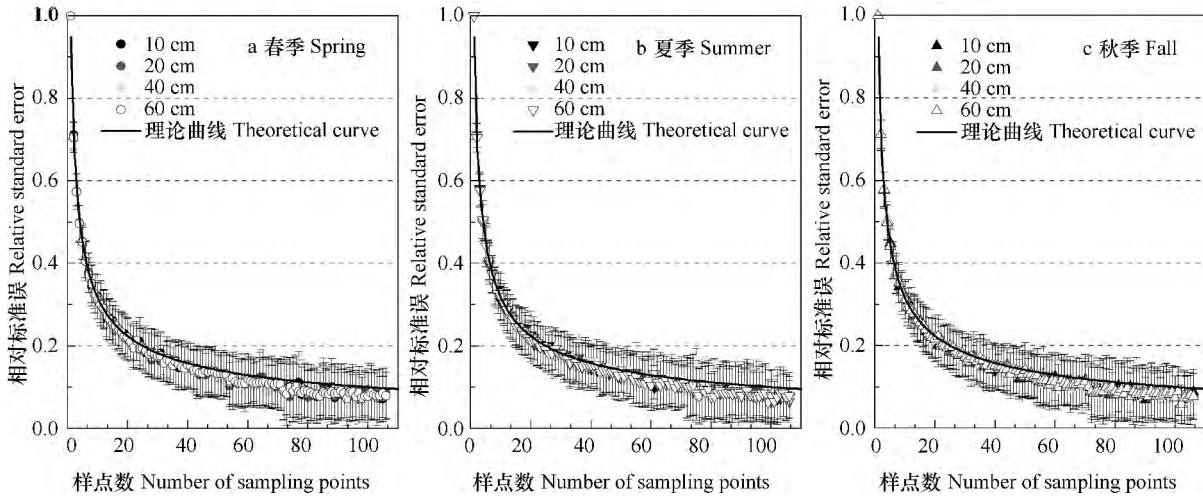 相对标准误 Relative standard error
1.0
0.8
0.6
0.4
0.2
0.0
a 春季 Spring
10 cm
20 cm
40 cm
60 cm
理论曲线 Theoretical curve
0 20 40 60 80 100
样点数 Number of sampling points
相对标准误 Relative standard error
1.0
0.8
0.6
0.4
0.2
0.0
b 夏季 Summer
10 cm
20 cm
40 cm
60 cm
理论曲线 Theoretical curve
0 20 40 60 80 100
样点数 Number of sampling points
相对标准误 Relative standard error
1.0
0.8
0.6
0.4
0.2
0.0
c 秋季 Fall
10 cm
20 cm
40 cm
60 cm
理论曲线 Theoretical curve
0 20 40 60 80 100
样点数 Number of sampling points